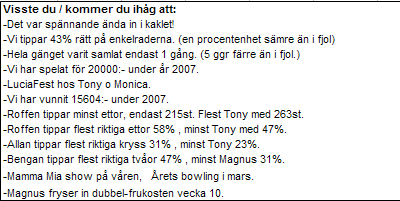 Visste du / kommer du ihåg att:
-Det var spännande ända in i kaklet!
-Vi tippar 43% rätt på enkelraderna. (en procentenhet sämre än i fjol)
-Hela gänget varit samlat endast 1 gång. (5 ggr färre än i fjol.)
-Vi har spelat för 20000:- under år 2007.
-LuciaFest hos Tony o Monica.
-Vi har vunnit 15604:- under 2007.
-Roffen tippar minst ettor, endast 215st. Flest Tony med 263st.
-Roffen tippar flest riktiga ettor 58% , minst Tony med 47%.
-Allan tippar flest riktiga kryss 31% , minst Tony 23%.
-Bengan tippar flest riktiga tvåor 47% , minst Magnus 31%.
-Mamma Mia show på våren, Årets bowling i mars.
-Magnus fryser in dubbel-frukosten vecka 10.